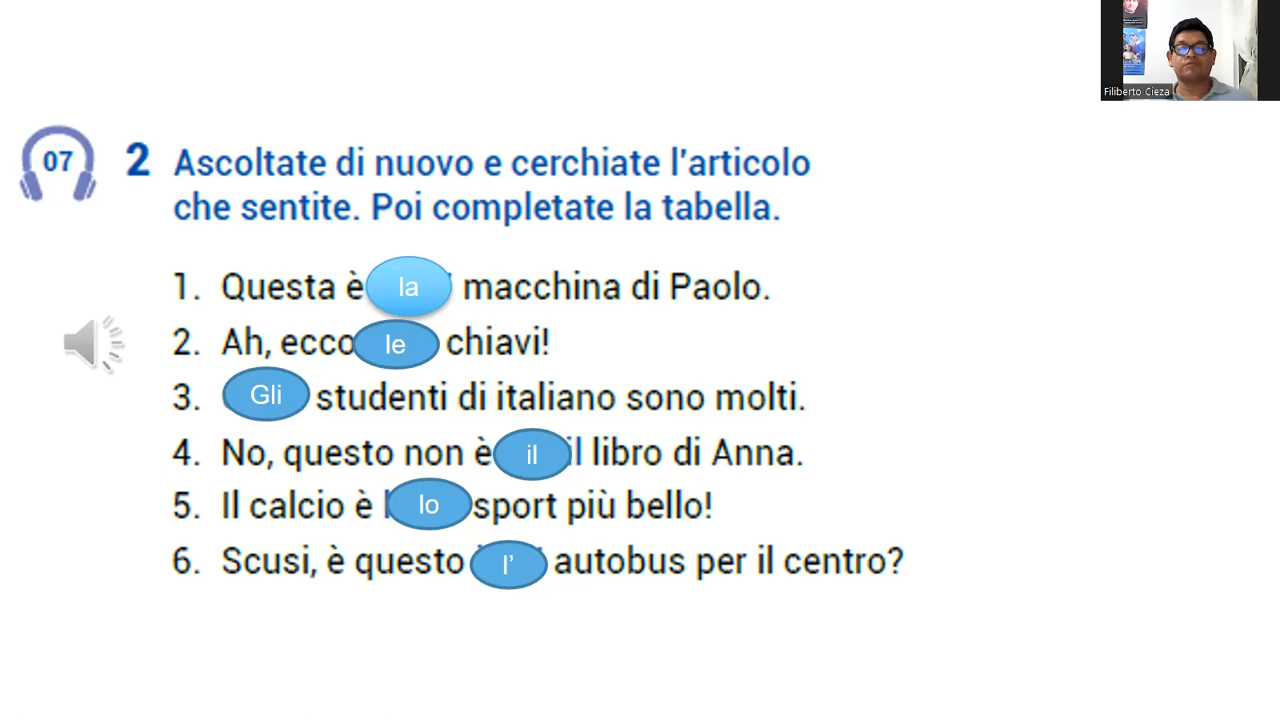 Filiberto Cieza
07
2 Ascoltate di nuovo e cerchiate l'articolo
che sentite. Poi completate la tabella.
1. Questa è la macchina di Paolo.
2. Ah, ecco le chiavi!
3. Gli studenti di italiano sono molti.
4. No, questo non è il il libro di Anna.
5. Il calcio è lo sport più bello!
6. Scusi, è questo l’ autobus per il centro?